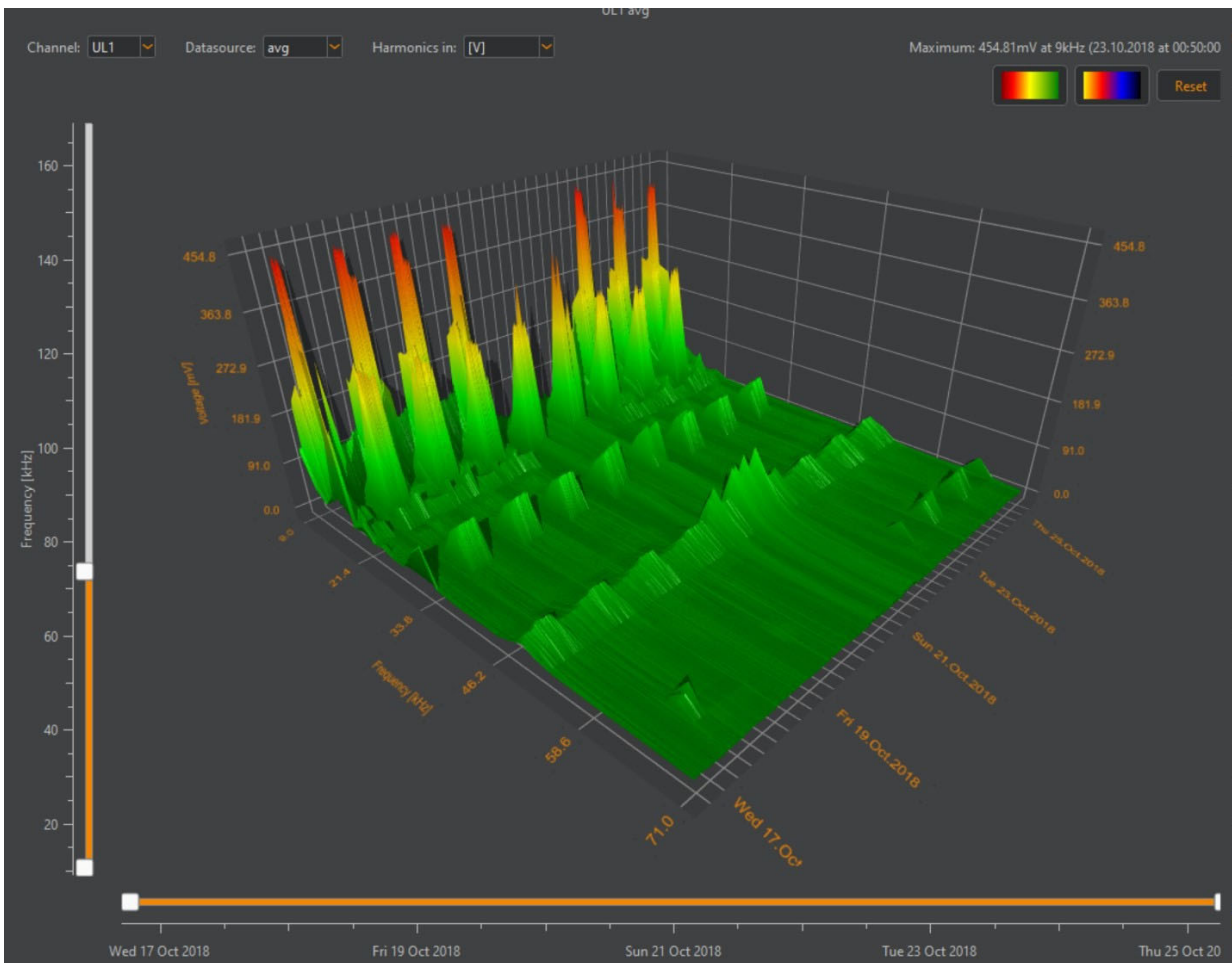 UL1 avg
Channel: UL1 Datasource: avg Harmonics in: [V] Maximum: 454.81mV at 9kHz (23.10.2018 at 00:50:00
Reset
160
140
120
100
80
60
40
20
Frequency [kHz]
454.8
363.8
272.9
181.9
91.0
0.0
Voltage [mV]
9.0
21.4
33.8
46.2
58.6
71.0
Frequency [kHz]
454.8
363.8
272.9
181.9
91.0
0.0
Thu 25.Oct.2018
Tue 23.Oct.2018
Sun 21.Oct.2018
Fri 19.Oct.2018
Wed 17.Oct
Wed 17 Oct 2018 Fri 19 Oct 2018 Sun 21 Oct 2018 Tue 23 Oct 2018 Thu 25 Oct 20